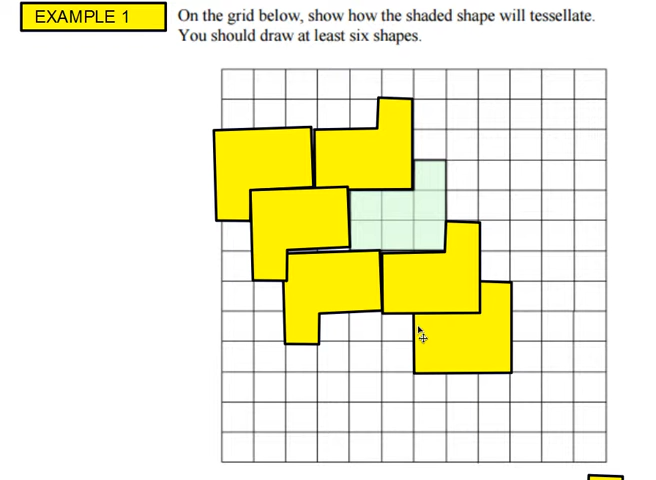 EXAMPLE 1
On the grid below, show how the shaded shape will tessellate.
You should draw at least six shapes.